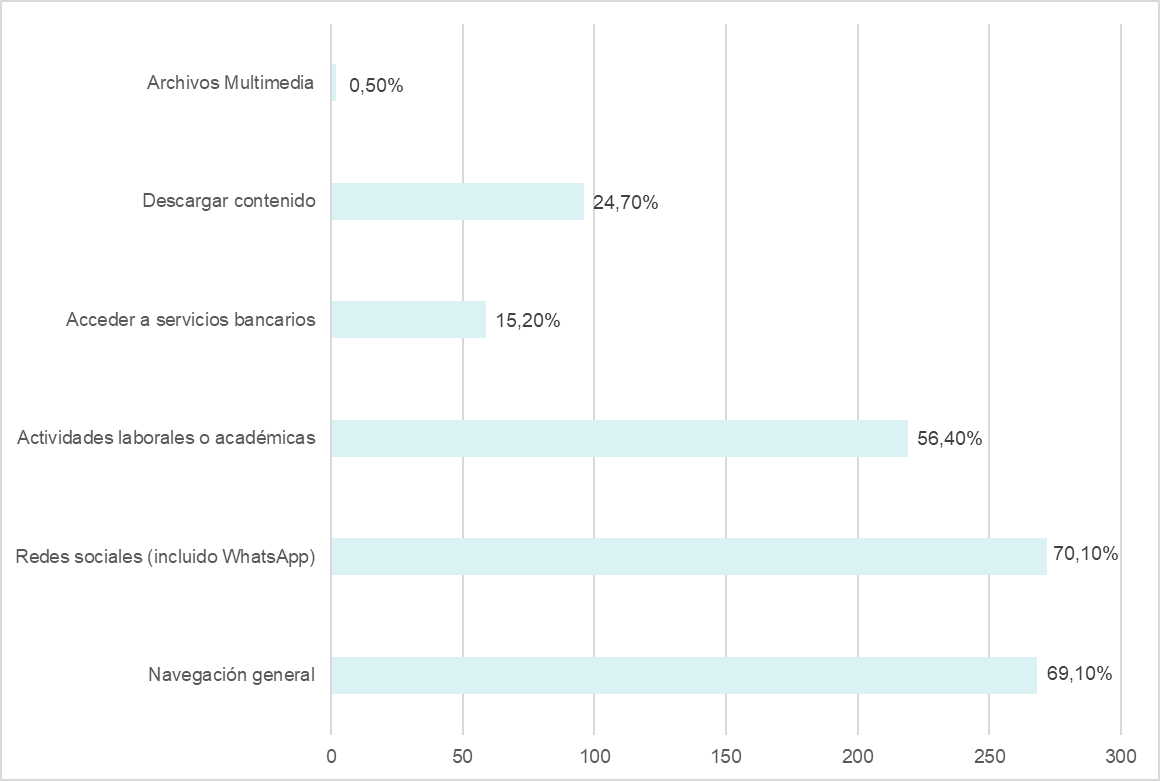 Archivos Multimedia 0,50%
Descargar contenido 24,70%
Acceder a servicios bancarios 15,20%
Actividades laborales o académicas 56,40%
Redes sociales (incluido WhatsApp) 70,10%
Navegación general 69,10%
0 50 100 150 200 250 300